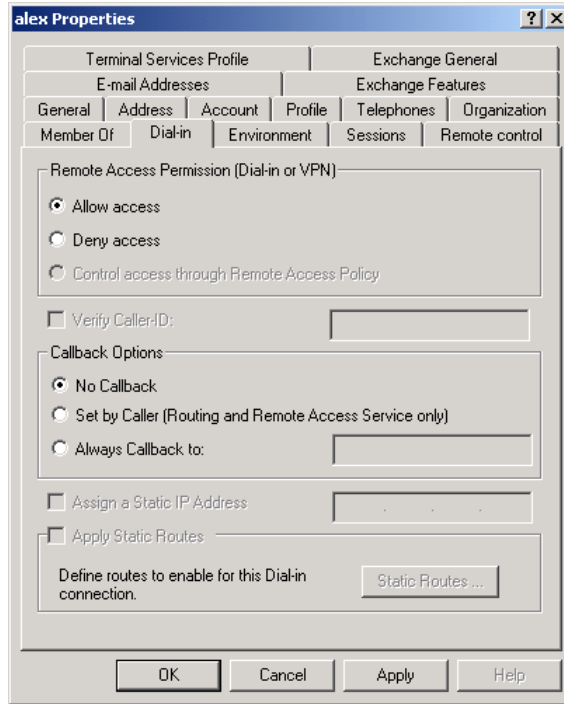 alex Properties
Terminal Services Profile Exchange General
E-mail Addresses Exchange Features
General Address Account Profile Telephones Organization
Member Of Dial-in Environment Sessions Remote control
Remote Access Permission (Dial-in or VPN)
Allow access
Deny access
Control access through Remote Access Policy
Verify Caller-ID:
Callback Options
No Callback
Set by Caller (Routing and Remote Access Service only)
Always Callback to:
Assign a Static IP Address
Apply Static Routes
Define routes to enable for this Dial-in
connection.
Static Routes ...
OK Cancel Apply Help